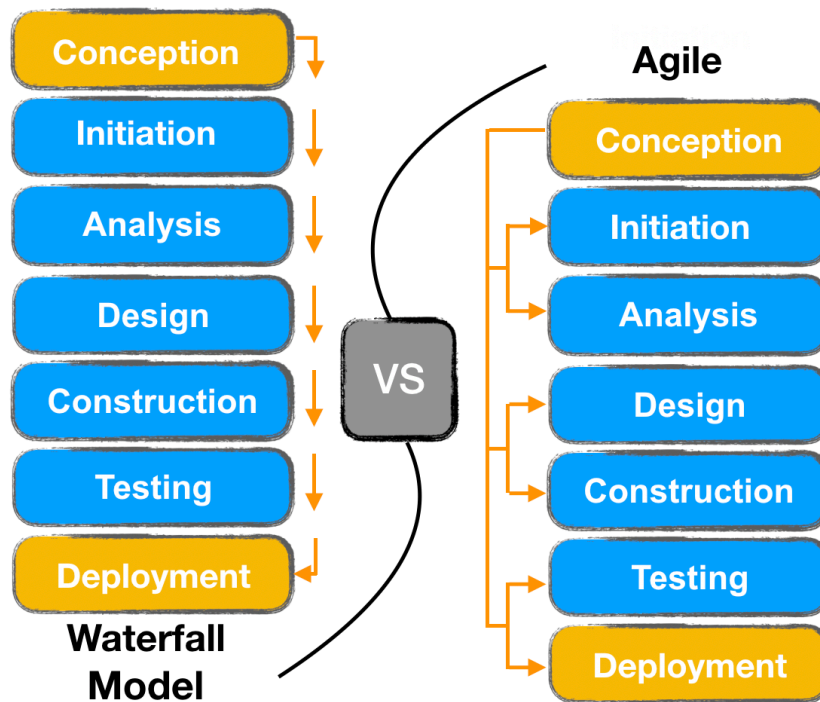 Conception
Initiation
Analysis
Design
Construction
Testing
Deployment
Waterfall
Model
VS
Agile
Conception
Initiation
Analysis
Design
Construction
Testing
Deployment